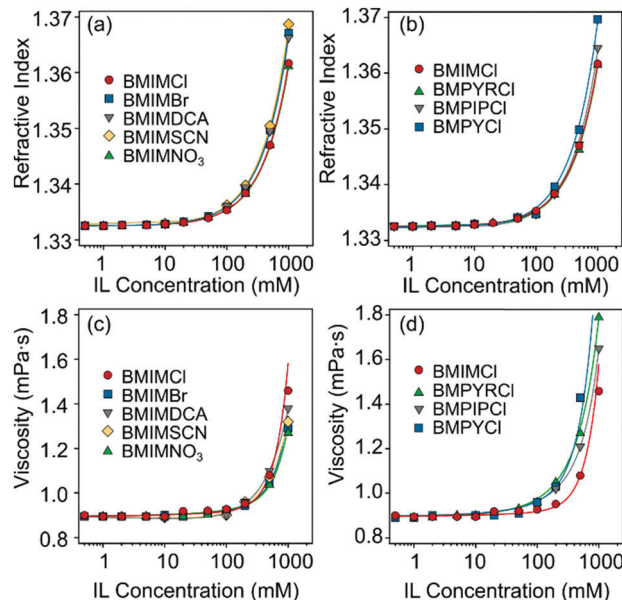 (a)
Refractive Index
1.37
1.36
1.35
1.34
1.33
BMIMCl
BMIMBr
BMIMDCA
BMIMSCN
BMIMNO₃
1 10 100 1000
IL Concentration (mM)
(b)
Refractive Index
1.37
1.36
1.35
1.34
1.33
BMIMCl
BMPYRCl
BMPIPCl
BMPYCl
1 10 100 1000
IL Concentration (mM)
(c)
Viscosity (mPa·s)
1.8
1.6
1.4
1.2
0.9
0.8
BMIMCl
BMIMBr
BMIMDCA
BMIMSCN
BMIMNO₃
1 10 100 1000
IL Concentration (mM)
(d)
Viscosity (mPa·s)
1.8
1.6
1.4
1.2
0.9
0.8
BMIMCl
BMPYRCl
BMPIPCl
BMPYCl
1 10 100 1000
IL Concentration (mM)